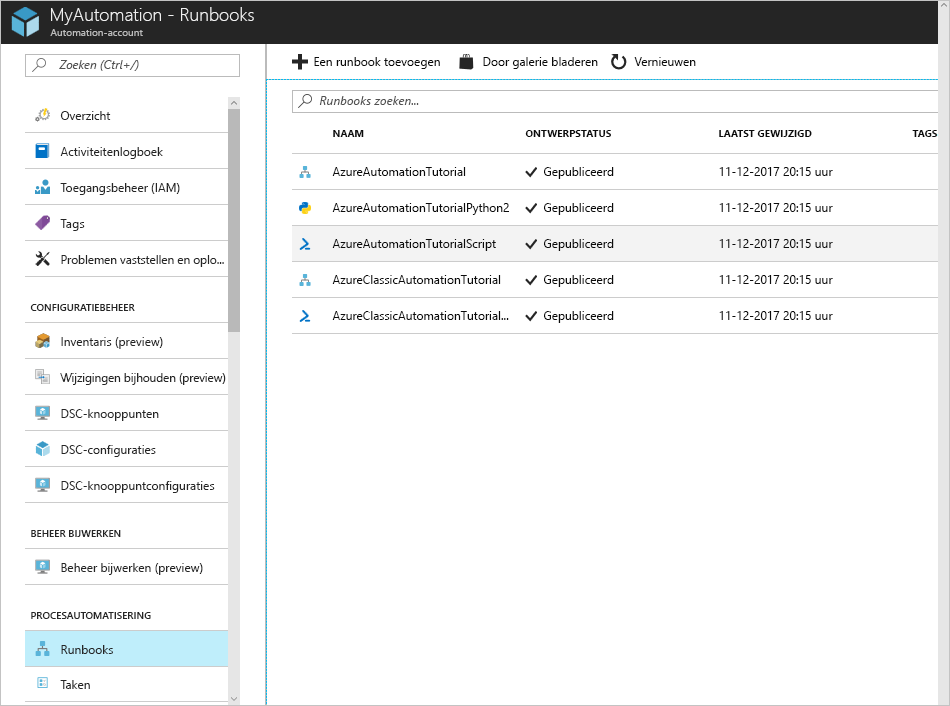 MyAutomation - Runbooks
Automation-account
Zoeken (Ctrl+/)
Overzicht
Activiteitenlogboek
Toegangsbeheer (IAM)
Tags
Problemen vaststellen en oplo...
CONFIGURATIEBEHEER
Inventaris (preview)
Wijzigingen bijhouden (preview)
DSC-knooppunten
DSC-configuraties
DSC-knooppuntconfiguraties
BEHEER BIJWERKEN
Beheer bijwerken (preview)
PROCESAUTOMATISERING
Runbooks
Taken
Een runbook toevoegen Door galerie bladeren Vernieuwen
Runbooks zoeken...
NAAM ONTWERPSTATUS LAATST GEWIJZIGD TAGS
AzureAutomationTutorial Gepubliceerd 11-12-2017 20:15 uur
AzureAutomationTutorialPython2 Gepubliceerd 11-12-2017 20:15 uur
AzureAutomationTutorialScript Gepubliceerd 11-12-2017 20:15 uur
AzureClassicAutomationTutorial Gepubliceerd 11-12-2017 20:15 uur
AzureClassicAutomationTutorial... Gepubliceerd 11-12-2017 20:15 uur